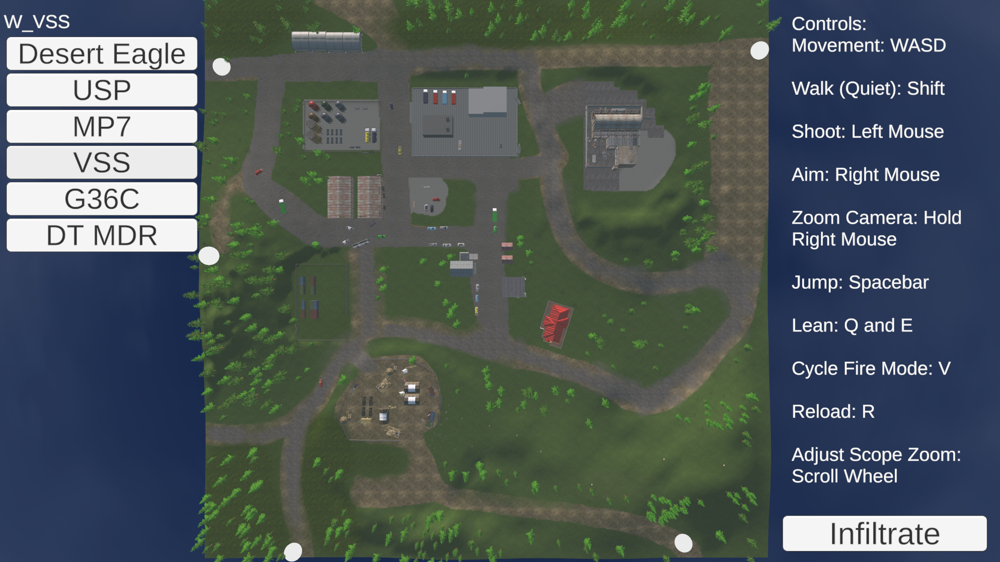 W_VSS
Desert Eagle
USP
MP7
VSS
G36C
DT MDR
Controls:
Movement: WASD
Walk (Quiet): Shift
Shoot: Left Mouse
Aim: Right Mouse
Zoom Camera: Hold
Right Mouse
Jump: Spacebar
Lean: Q and E
Cycle Fire Mode: V
Reload: R
Adjust Scope Zoom:
Scroll Wheel
Infiltrate